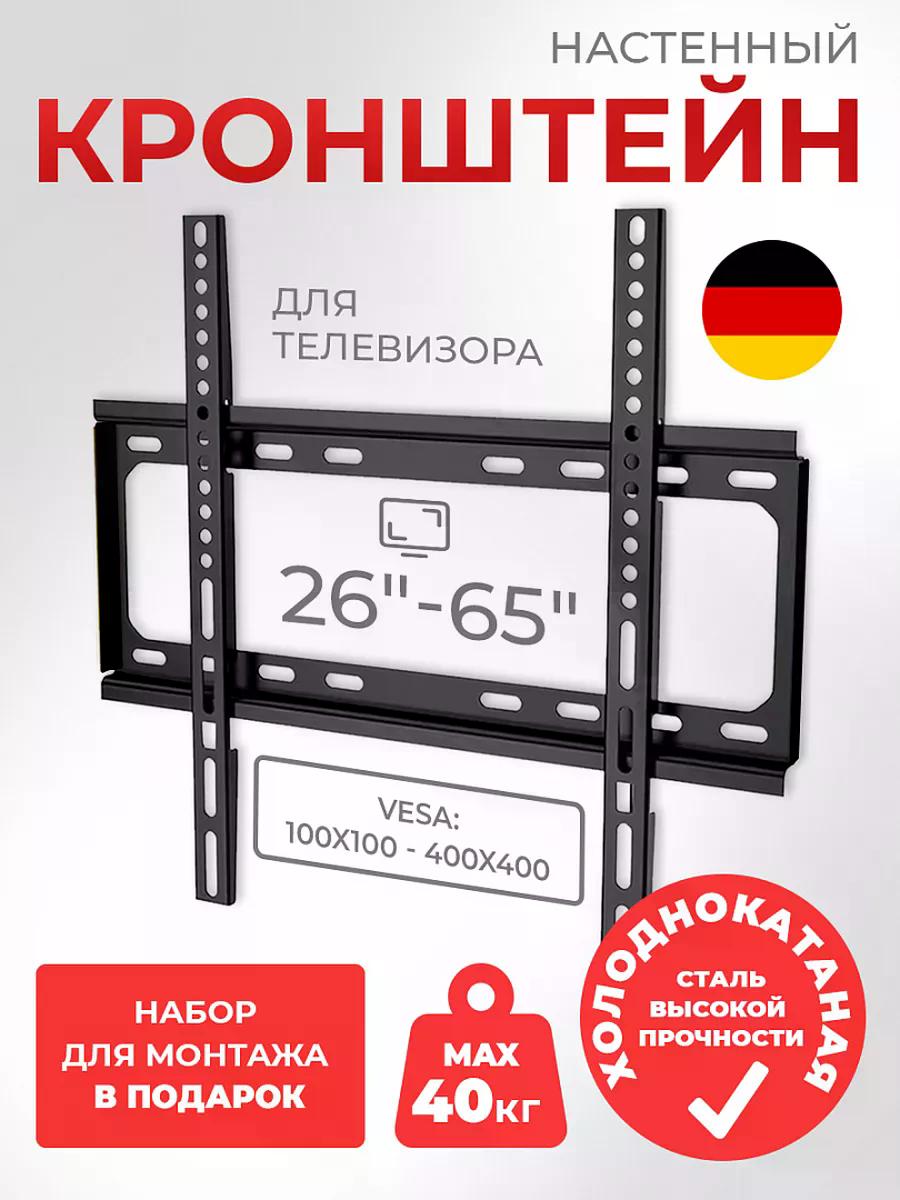 НАСТЕННЫЙ
КРОНШТЕЙН
ДЛЯ
ТЕЛЕВИЗОРА
26"-65"
VESA:
100X100 - 400X400
НАБОР
ДЛЯ МОНТАЖА
В ПОДАРОК
MAX
40КГ
ХОЛОДНОКАТАНАЯ
СТАЛЬ
ВЫСОКОЙ
ПРОЧНОСТИ